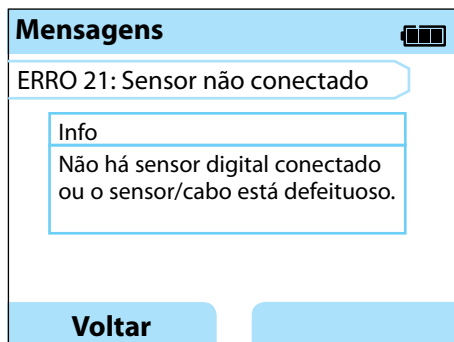 Mensagens
ERRO 21: Sensor não conectado
Info
Não há sensor digital conectado
ou o sensor/cabo está defeituoso.
Voltar